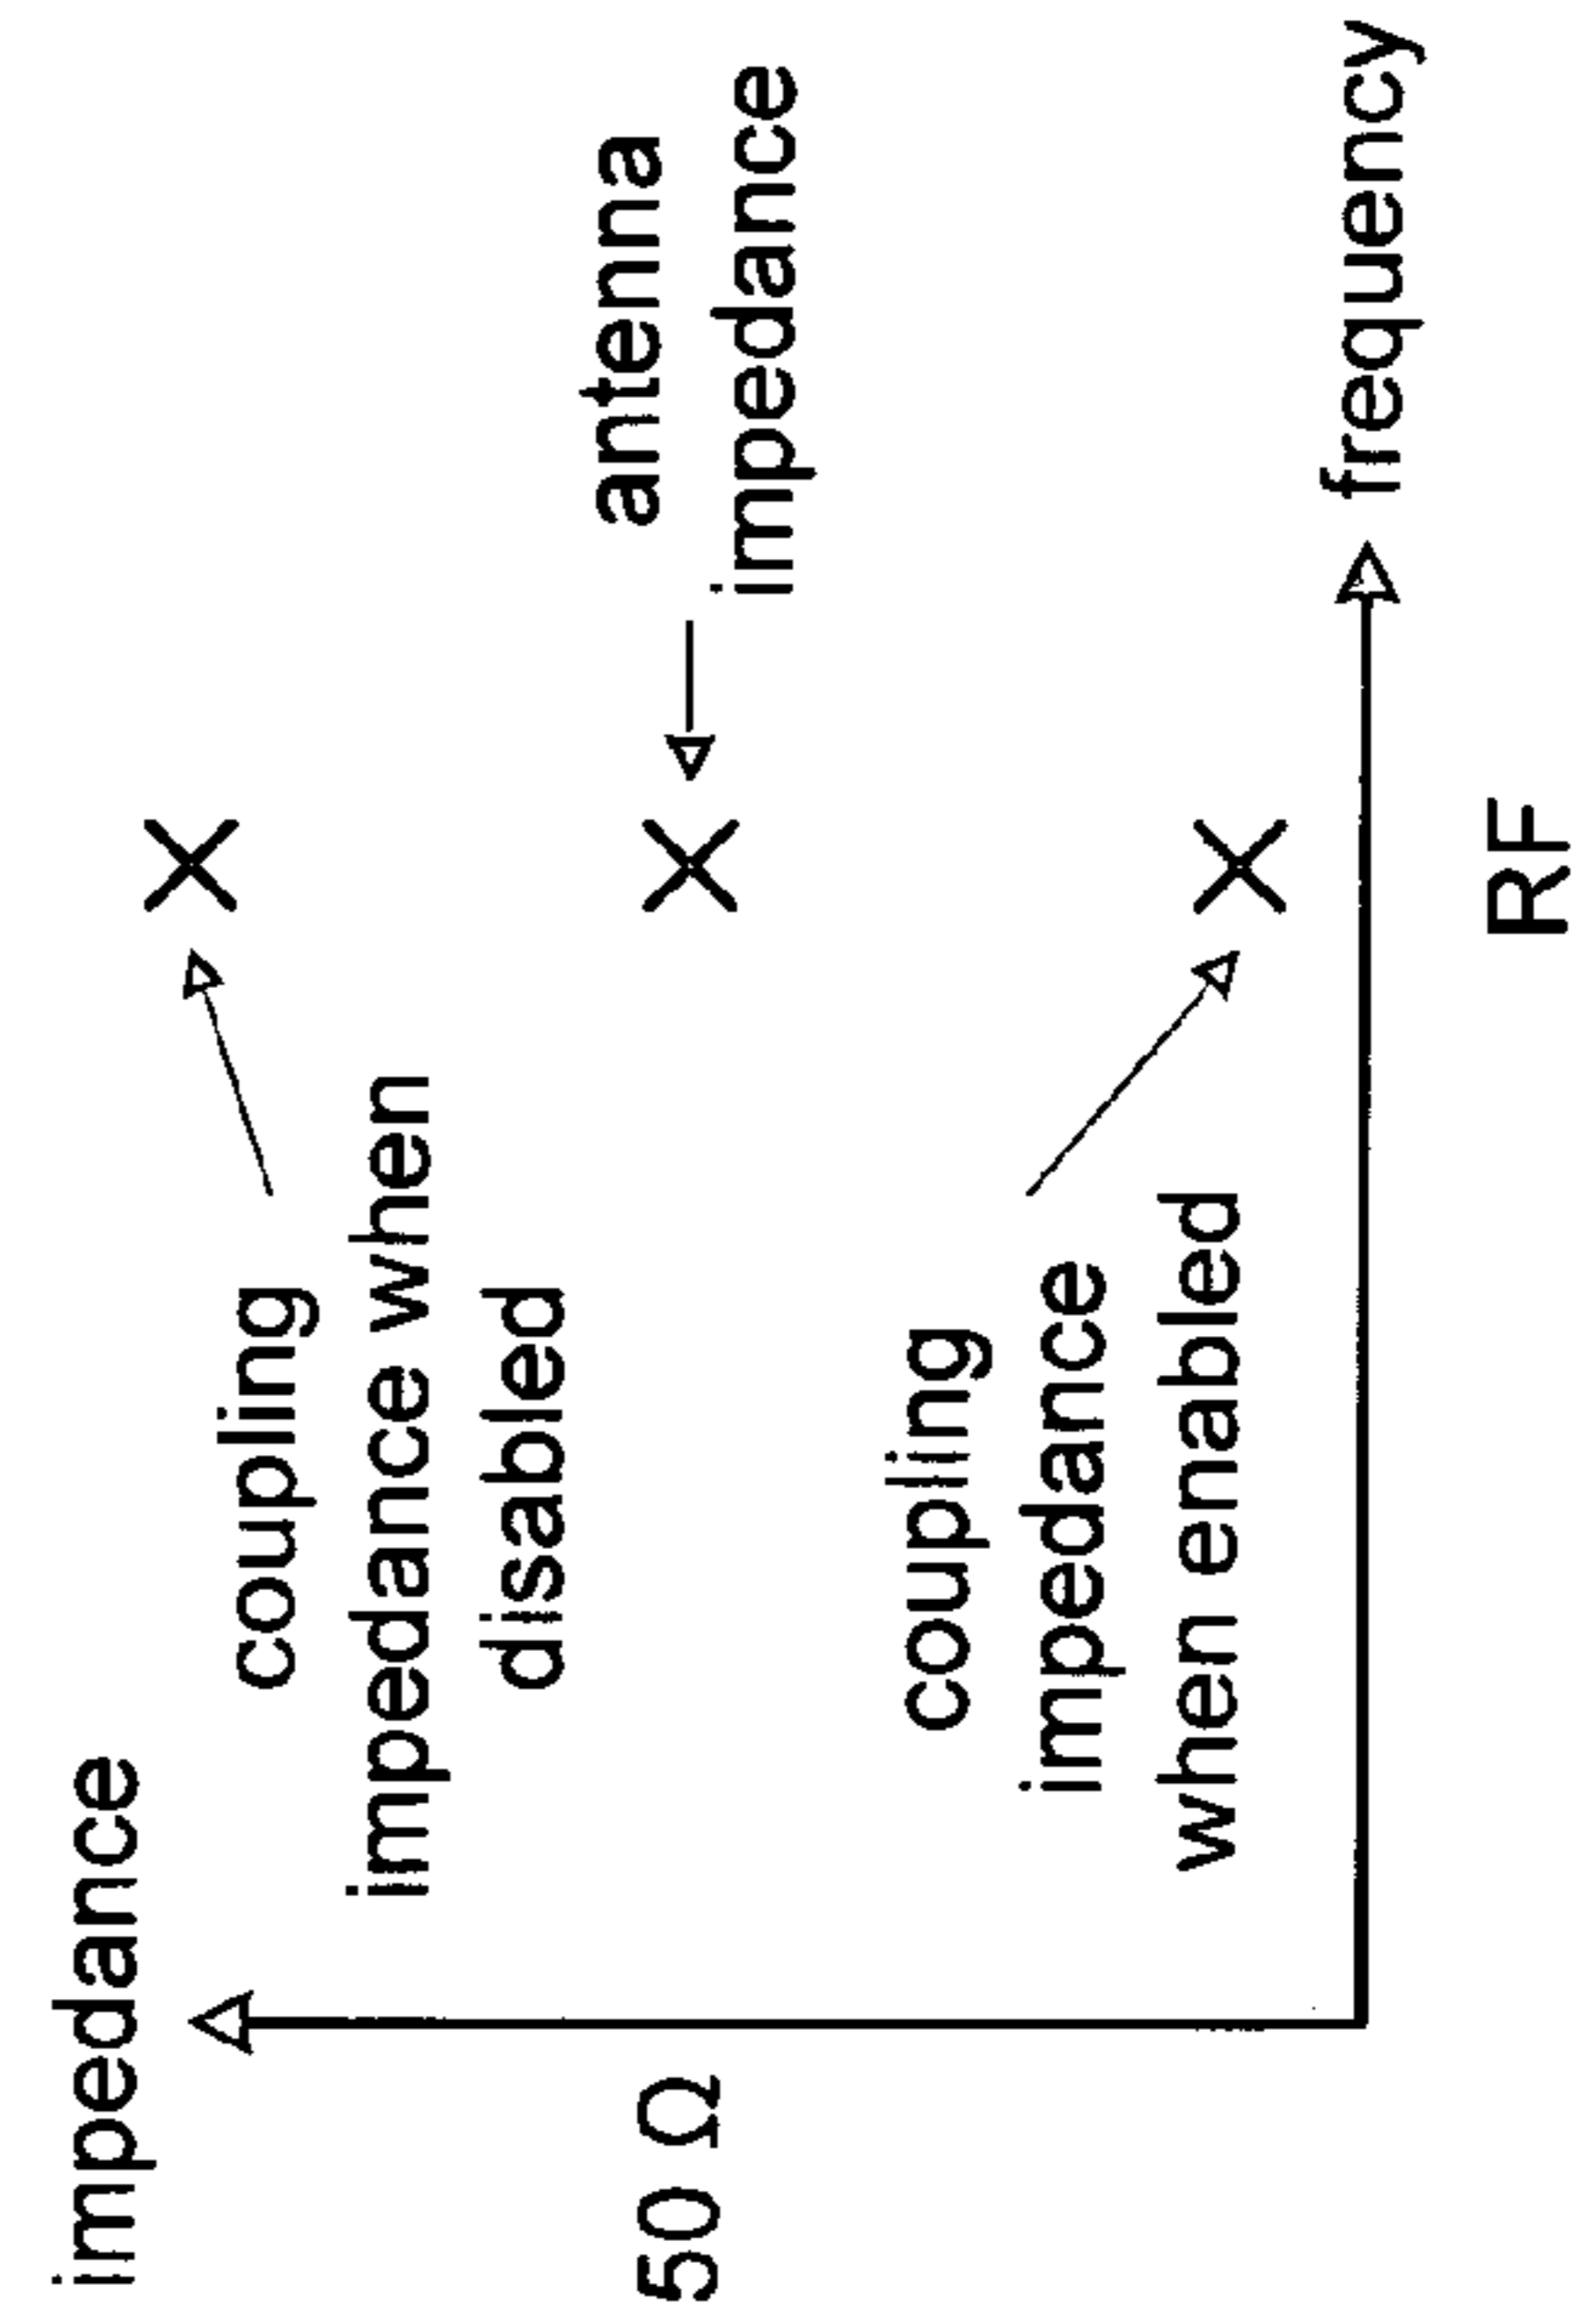 impedance
coupling
impedance when
disabled
50 Ω
antenna
impedance
coupling
impedance
when enabled
frequency
RF